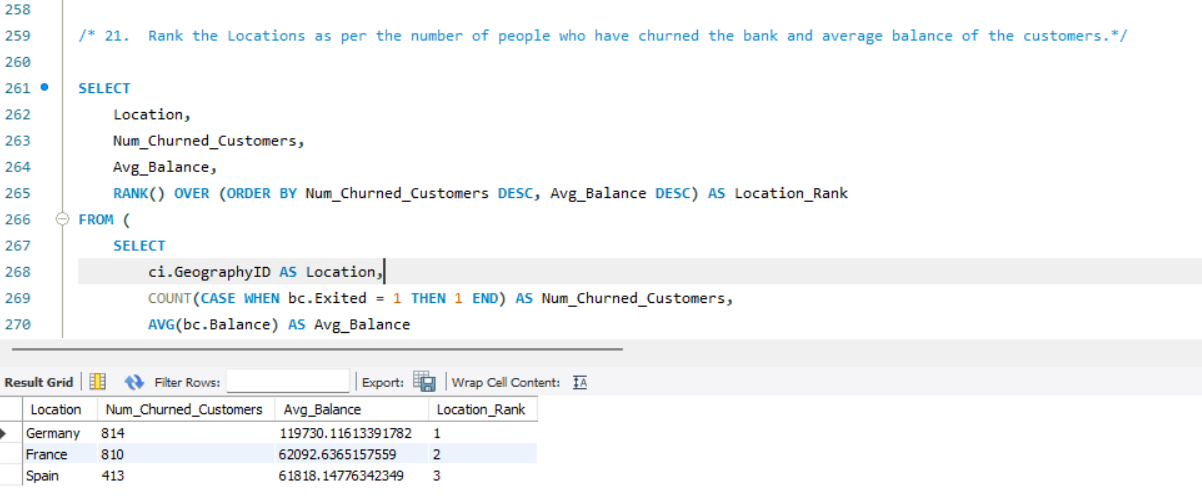 258
259 /* 21. Rank the Locations as per the number of people who have churned the bank and average balance of the customers.*/
260
261 SELECT
262 Location,
263 Num_Churned_Customers,
264 Avg_Balance,
265 RANK() OVER (ORDER BY Num_Churned_Customers DESC, Avg_Balance DESC) AS Location_Rank
266 FROM (
267 SELECT
268 ci.GeographyID AS Location,
269 COUNT(CASE WHEN bc.Exited = 1 THEN 1 END) AS Num_Churned_Customers,
270 AVG(bc.Balance) AS Avg_Balance
Result Grid Filter Rows: Export: Wrap Cell Content: IA
Location Num_Churned_Customers Avg_Balance Location_Rank
Germany 814 119730.11613391782 1
France 810 62092.6365157559 2
Spain 413 61818.14776342349 3